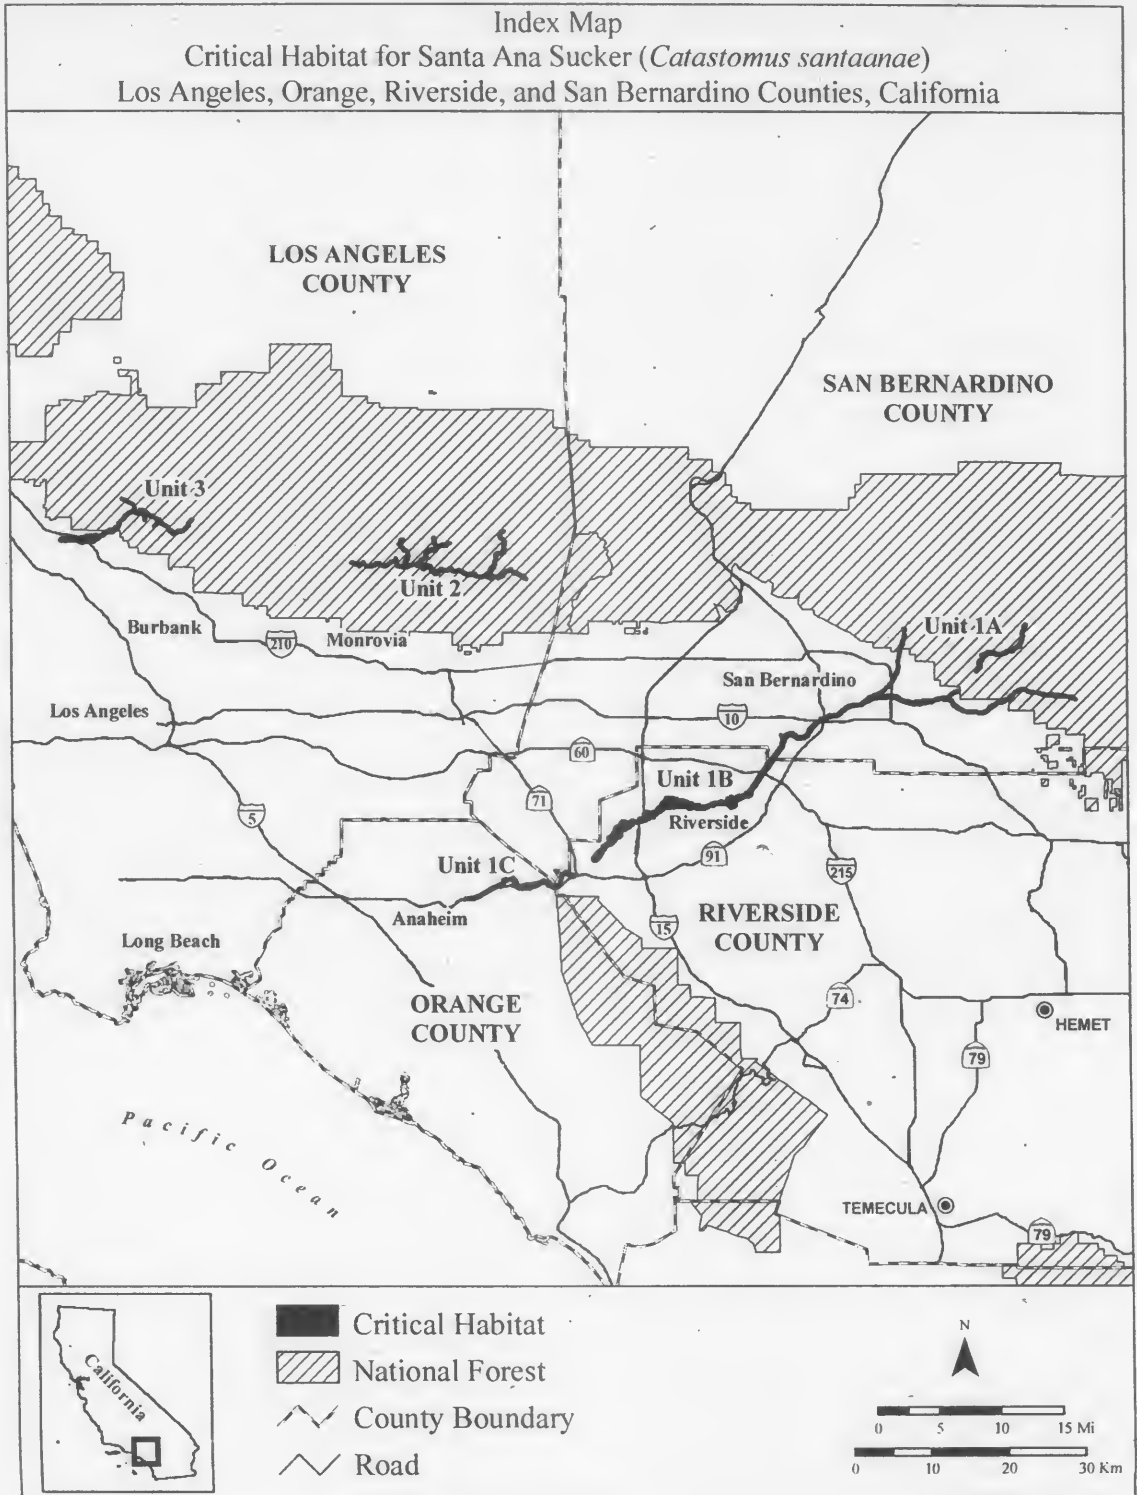 Index Map
Critical Habitat for Santa Ana Sucker (Catastomus santaanae)
Los Angeles, Orange, Riverside, and San Bernardino Counties, California
LOS ANGELES
COUNTY
SAN BERNARDINO
COUNTY
Unit 3
Unit 2
Unit 1A
Burbank
210
Monrovia
San Bernardino
Los Angeles
10
60
Unit 1B
71
5
Riverside
91
Unit 1C
215
Anaheim
RIVERSIDE
COUNTY
15
Long Beach
74
ORANGE
COUNTY
HEMET
79
Pacific Ocean
TEMECULA
79
California
Critical Habitat
National Forest
County Boundary
Road
N
0 5 10 15 Mi
0 10 20 30 Km